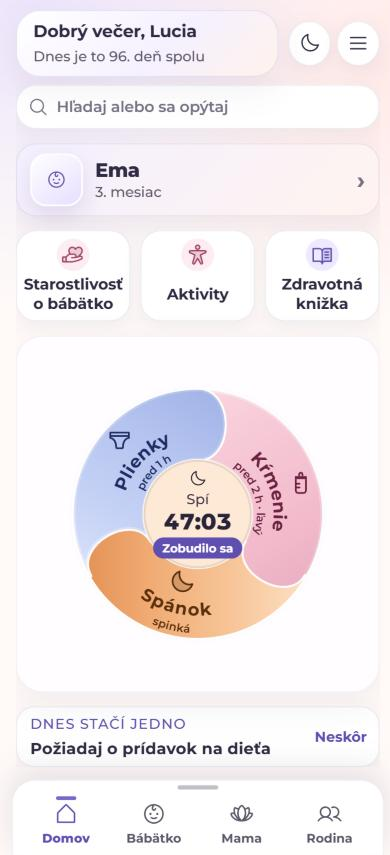 Dobrý večer, Lucia
Dnes je to 96. deň spolu
Hľadaj alebo sa opýtaj
Ema
3. mesiac
Starostlivosť
o bábätko
Aktivity
Zdravotná
knižka
Plienky
pred 1 h
Kŕmenie
pred 2 h · ľavý
Spí
47:03
Zobudilo sa
Spánok
spinká
DNES STAČÍ JEDNO
Požiadaj o prídavok na dieťa
Neskôr
Domov
Bábätko
Mama
Rodina